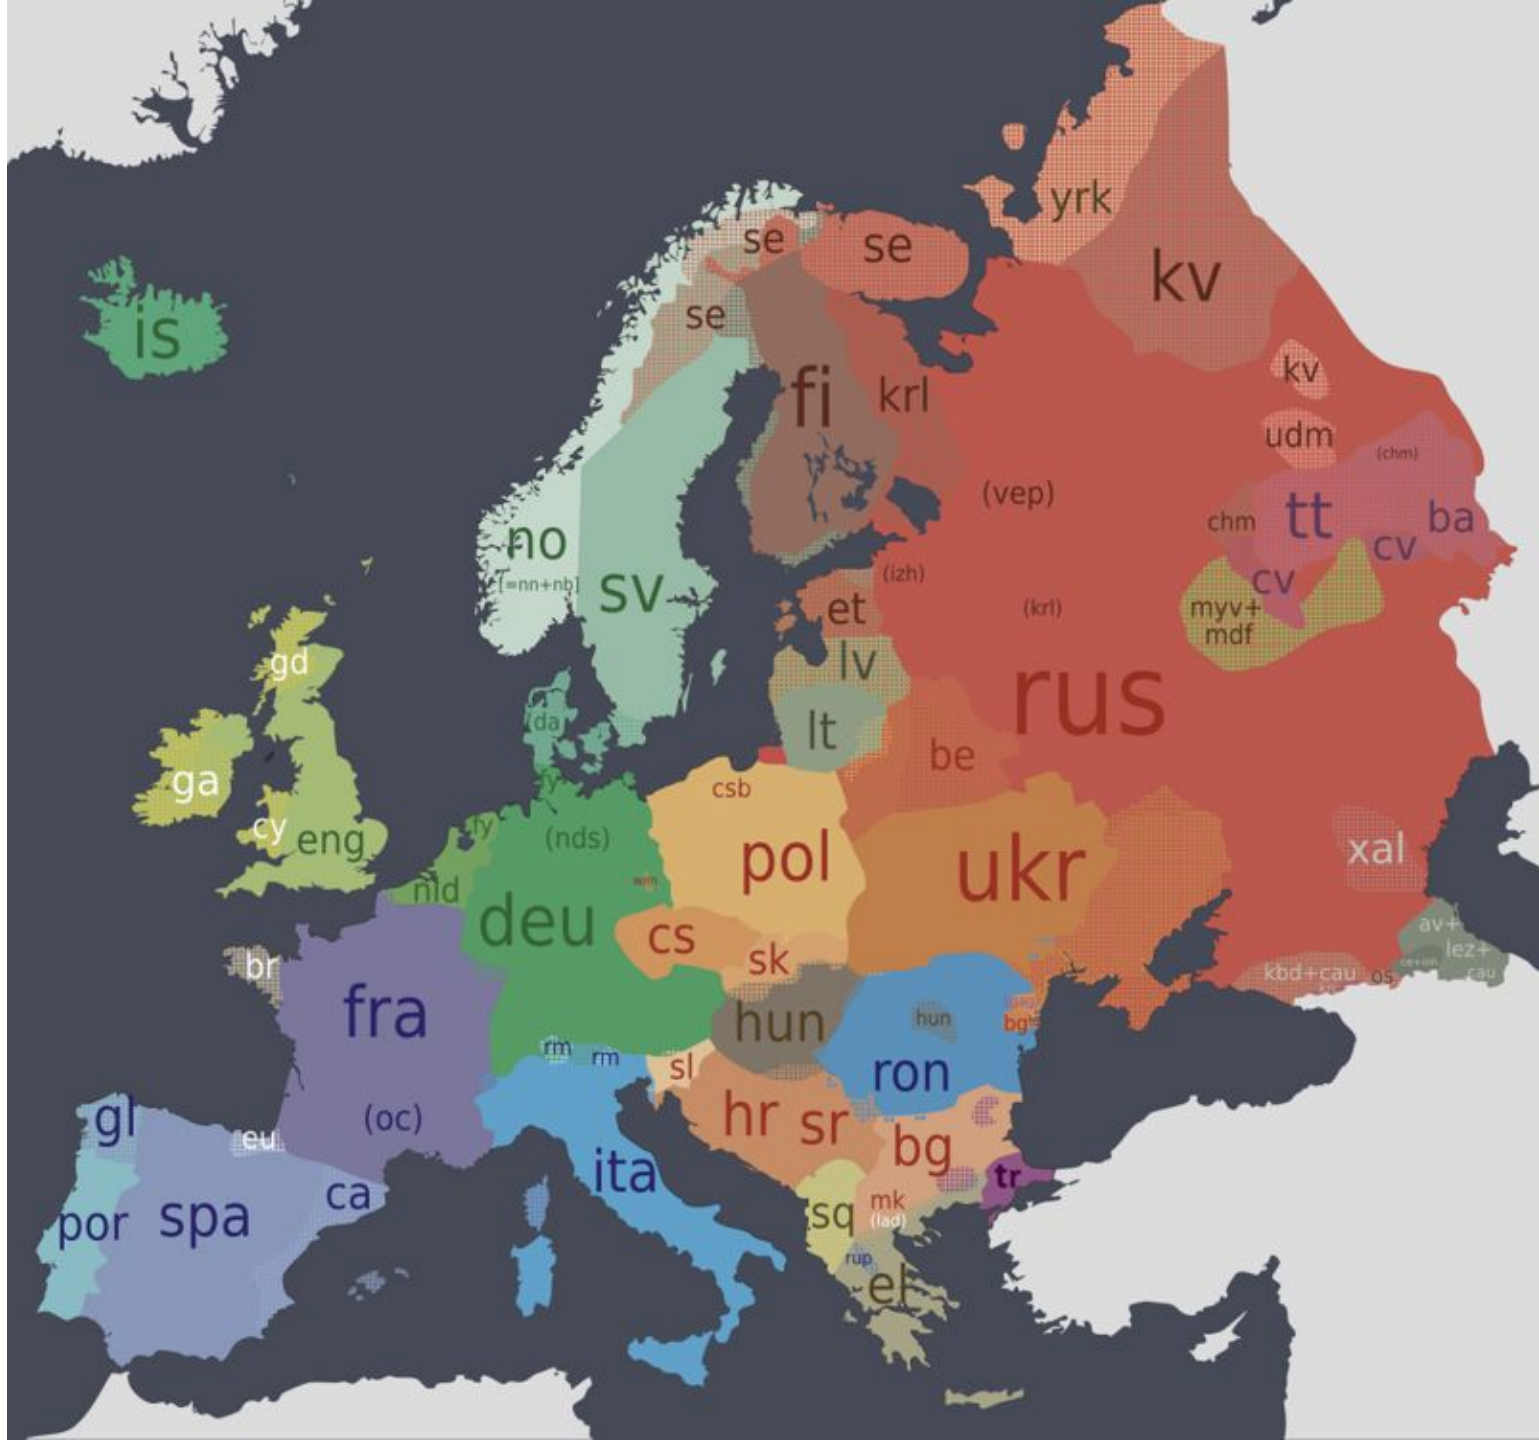 yrk
se
se
kv
is
se
kv
fi
krl
udm
(chm)
(vep)
tt
chm
ba
no
cv
[=nn+nb]
sv
(izh)
cv
et
(krl)
myv+
mdf
gd
lv
rus
(da)
lt
be
ga
csb
cy
eng
fy
(nds)
pol
ukr
xal
nld
deu
av+
cs
lez+
br
sk
kbd+cau
os
cau
fra
hun
hun
bg
rm
rm
sl
ron
gl
(oc)
hr
sr
eu
bg
ita
tr
ca
por
spa
sq
mk
(lad)
rup
el